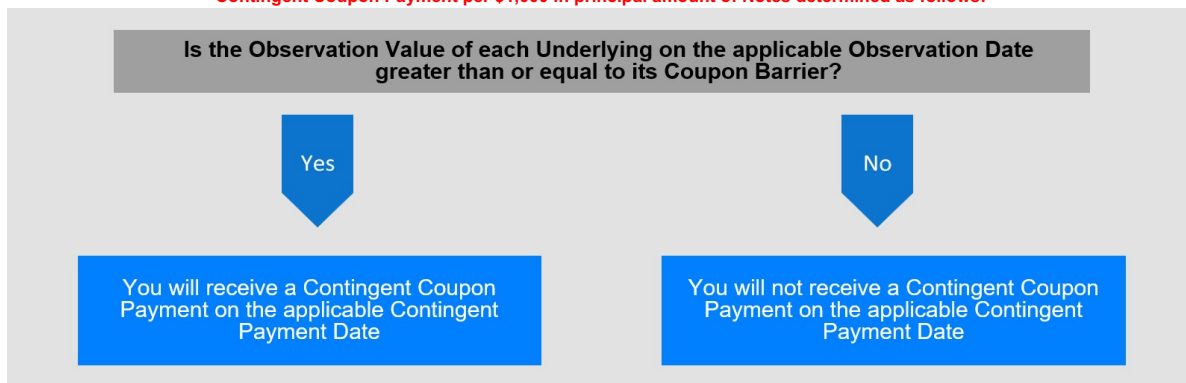 Contingent Coupon Payment per $1,000 in principal amount of Notes determined as follows:
Is the Observation Value of each Underlying on the applicable Observation Date
greater than or equal to its Coupon Barrier?
Yes
No
You will receive a Contingent Coupon
Payment on the applicable Contingent
Payment Date
You will not receive a Contingent Coupon
Payment on the applicable Contingent
Payment Date